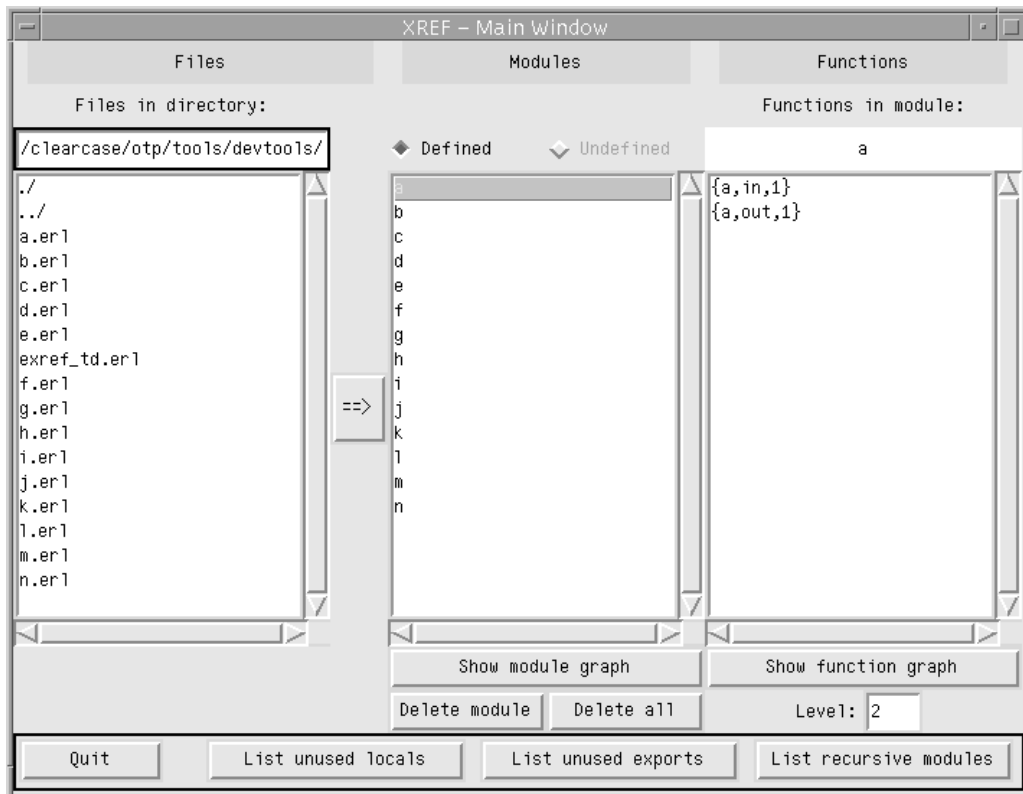 XREF – Main Window
Files
Modules
Functions
Files in directory:
Functions in module:
/clearcase/otp/tools/devtools/
Defined
Undefined
a
./
../
a.erl
b.erl
c.erl
d.erl
e.erl
exref_td.erl
f.erl
g.erl
h.erl
i.erl
j.erl
k.erl
l.erl
m.erl
n.erl
==>
a
b
c
d
e
f
g
h
i
j
k
l
m
n
{a,in,1}
{a,out,1}
Show module graph
Show function graph
Delete module
Delete all
Level: 2
Quit
List unused locals
List unused exports
List recursive modules